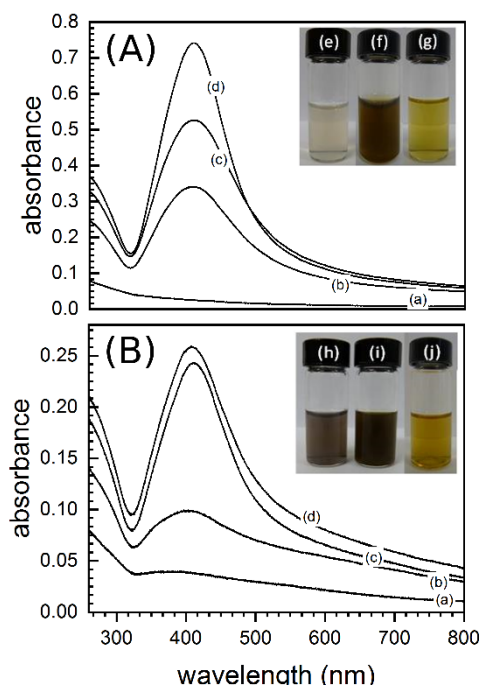 (A)
absorbance
0.8
0.7
0.6
0.5
0.4
0.3
0.2
0.1
0.0
(e) (f) (g)
(d)
(c)
(b)
(a)
(B)
absorbance
0.25
0.20
0.15
0.10
0.05
0.00
(h) (i) (j)
(d)
(c)
(b)
(a)
300 400 500 600 700 800
wavelength (nm)